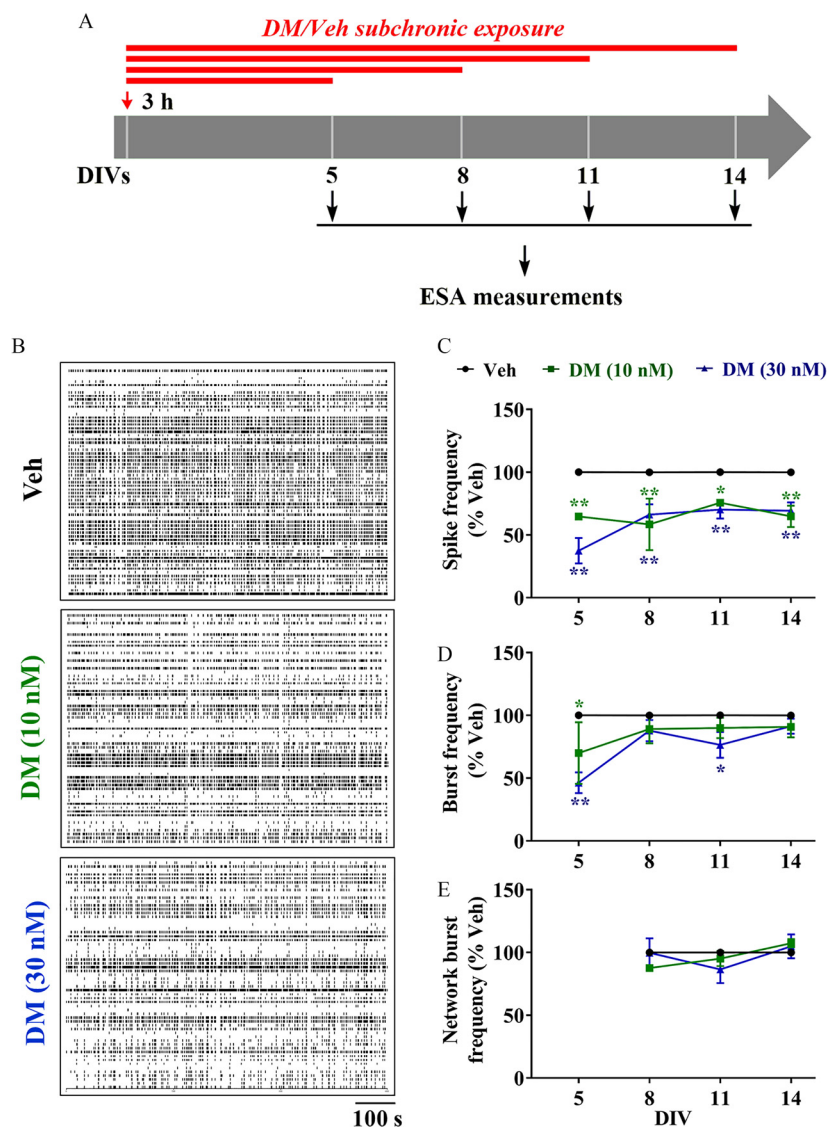 A
DM/Veh subchronic exposure
3 h
DIVs 5 8 11 14
ESA measurements
B
Veh
DM (10 nM)
DM (30 nM)
100 s
C
Veh DM (10 nM) DM (30 nM)
Spike frequency
(% Veh)
150
100
50
0
** ** * **
** ** ** **
5 8 11 14
D
Burst frequency
(% Veh)
150
100
50
0
*
**
*
5 8 11 14
E
Network burst
frequency (% Veh)
150
100
50
0
5 8 11 14
DIV